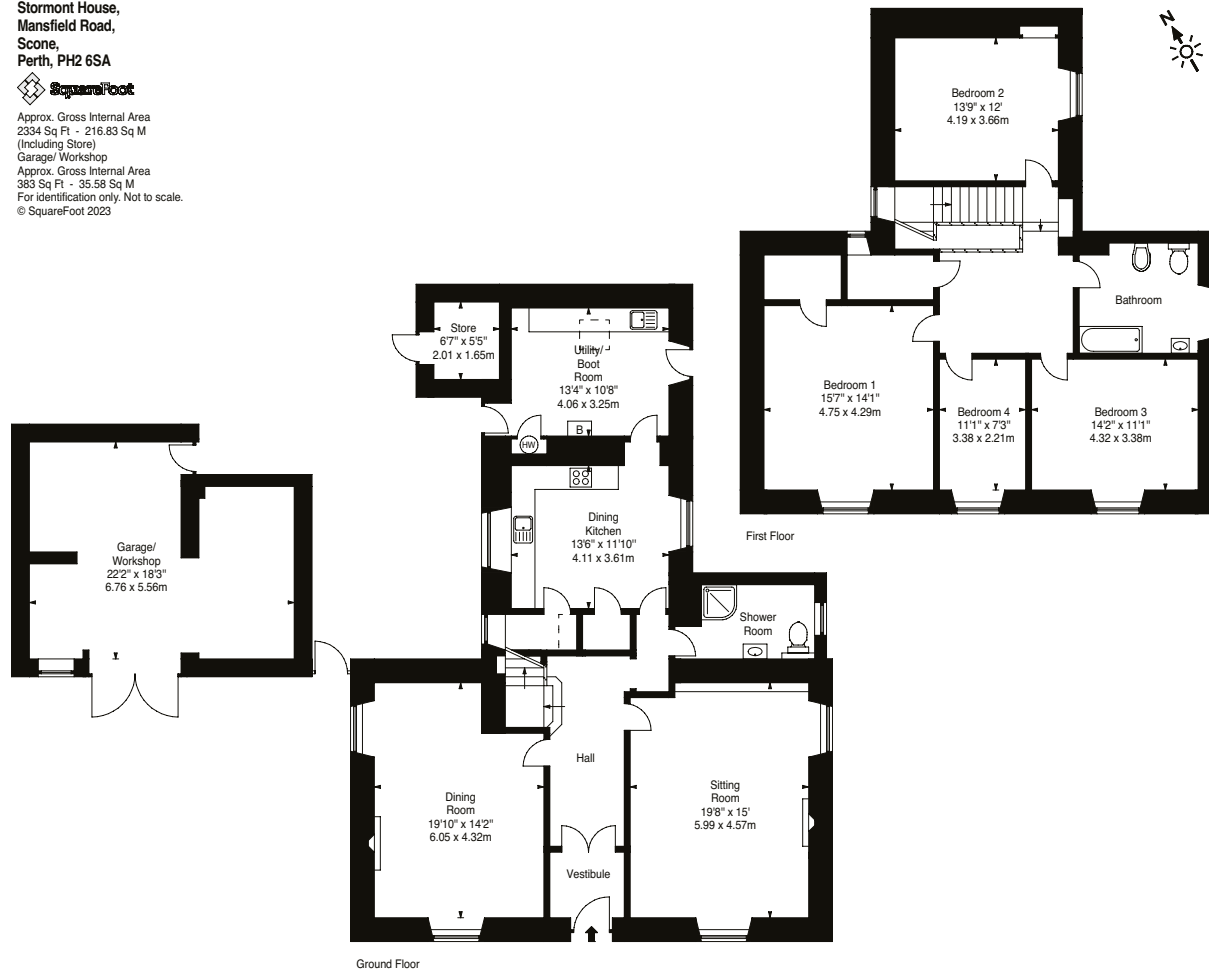 Stormont House,
Mansfield Road,
Scone,
Perth, PH2 6SA
SquareFoot
Approx. Gross Internal Area
2334 Sq Ft - 216.83 Sq M
(Including Store)
Garage/ Workshop
Approx. Gross Internal Area
383 Sq Ft - 35.58 Sq M
For identification only. Not to scale.
© SquareFoot 2023
N
Bedroom 2
13'9" x 12'
4.19 x 3.66m
Bathroom
Bedroom 1
15'7" x 14'1"
4.75 x 4.29m
Bedroom 4
11'1" x 7'3"
3.38 x 2.21m
Bedroom 3
14'2" x 11'1"
4.32 x 3.38m
First Floor
Store
6'7" x 5'5"
2.01 x 1.65m
Utility/
Boot
Room
13'4" x 10'8"
4.06 x 3.25m
B
HW
Dining
Kitchen
13'6" x 11'10"
4.11 x 3.61m
Garage/
Workshop
22'2" x 18'3"
6.76 x 5.56m
Shower
Room
Hall
Dining
Room
19'10" x 14'2"
6.05 x 4.32m
Sitting
Room
19'8" x 15'
5.99 x 4.57m
Vestibule
Ground Floor